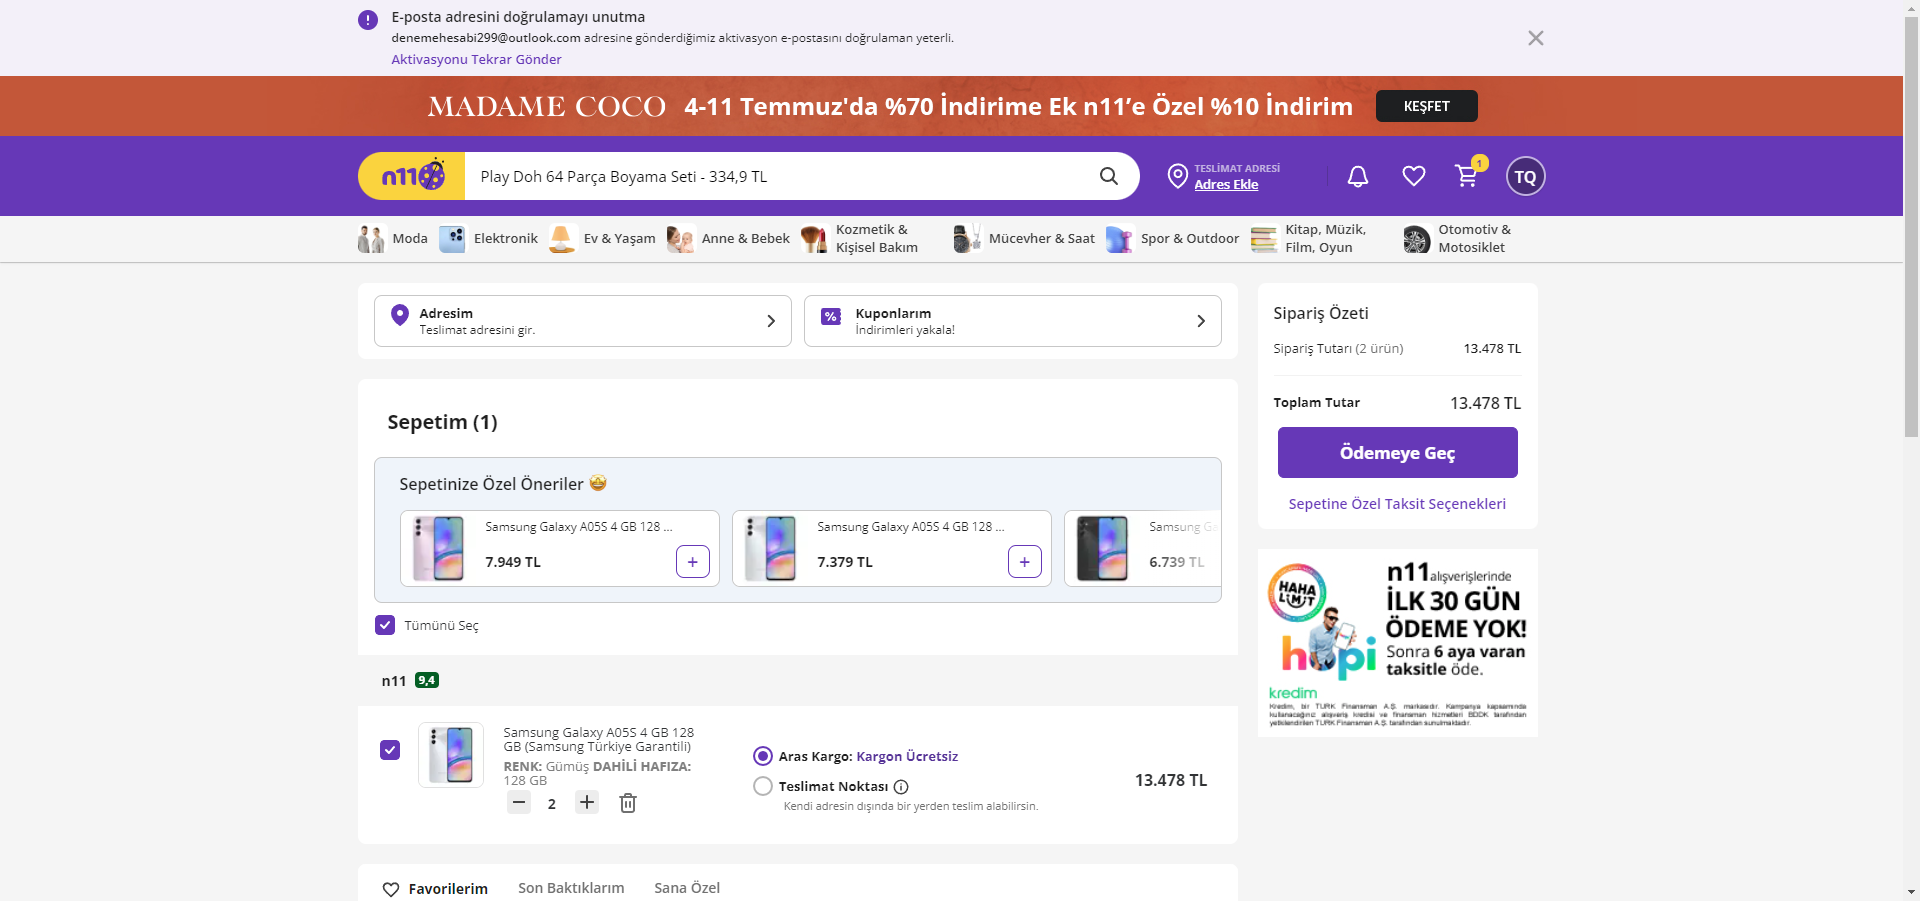 E-posta adresini doğrulamayı unutma
denemehesabi299@outlook.com adresine gönderdiğimiz aktivasyon e-postasını doğrulaman yeterli.
Aktivasyonu Tekrar Gönder
MADAME COCO 4-11 Temmuz'da %70 İndirime Ek n11’e Özel %10 İndirim KEŞFET
n11
Play Doh 64 Parça Boyama Seti - 334,9 TL
TESLİMAT ADRESİ
Adres Ekle
1
TQ
Moda
Elektronik
Ev & Yaşam
Anne & Bebek
Kozmetik &
Kişisel Bakım
Mücevher & Saat
Spor & Outdoor
Kitap, Müzik,
Film, Oyun
Otomotiv &
Motosiklet
Adresim
Teslimat adresini gir.
%
Kuponlarım
İndirimleri yakala!
Sepetim (1)
Sepetinize Özel Öneriler 🤩
Samsung Galaxy A05S 4 GB 128 ...
7.949 TL
+
Samsung Galaxy A05S 4 GB 128 ...
7.379 TL
+
Samsung Ga
6.739 TL
Tümünü Seç
n11 9,4
Samsung Galaxy A05S 4 GB 128
GB (Samsung Türkiye Garantili)
RENK: Gümüş DAHİLİ HAFIZA:
128 GB
2
Aras Kargo: Kargon Ücretsiz
Teslimat Noktası
Kendi adresin dışında bir yerden teslim alabilirsin.
13.478 TL
Favorilerim
Son Baktıklarım
Sana Özel
Sipariş Özeti
Sipariş Tutarı (2 ürün) 13.478 TL
Toplam Tutar 13.478 TL
Ödemeye Geç
Sepetine Özel Taksit Seçenekleri
HAHA
LİMİT
hopi
kredim
n11 alışverişlerinde
İLK 30 GÜN
ÖDEME YOK!
Sonra 6 aya varan
taksitle öde.
Kredim, bir TURK Finansman A.Ş. markasıdır. Kampanya kapsamında
kullanacağınız alışveriş kredisi ve finansman hizmetleri BDDK tarafından
yetkilendirilen TURK Finansman A.Ş. tarafından sunulmaktadır.